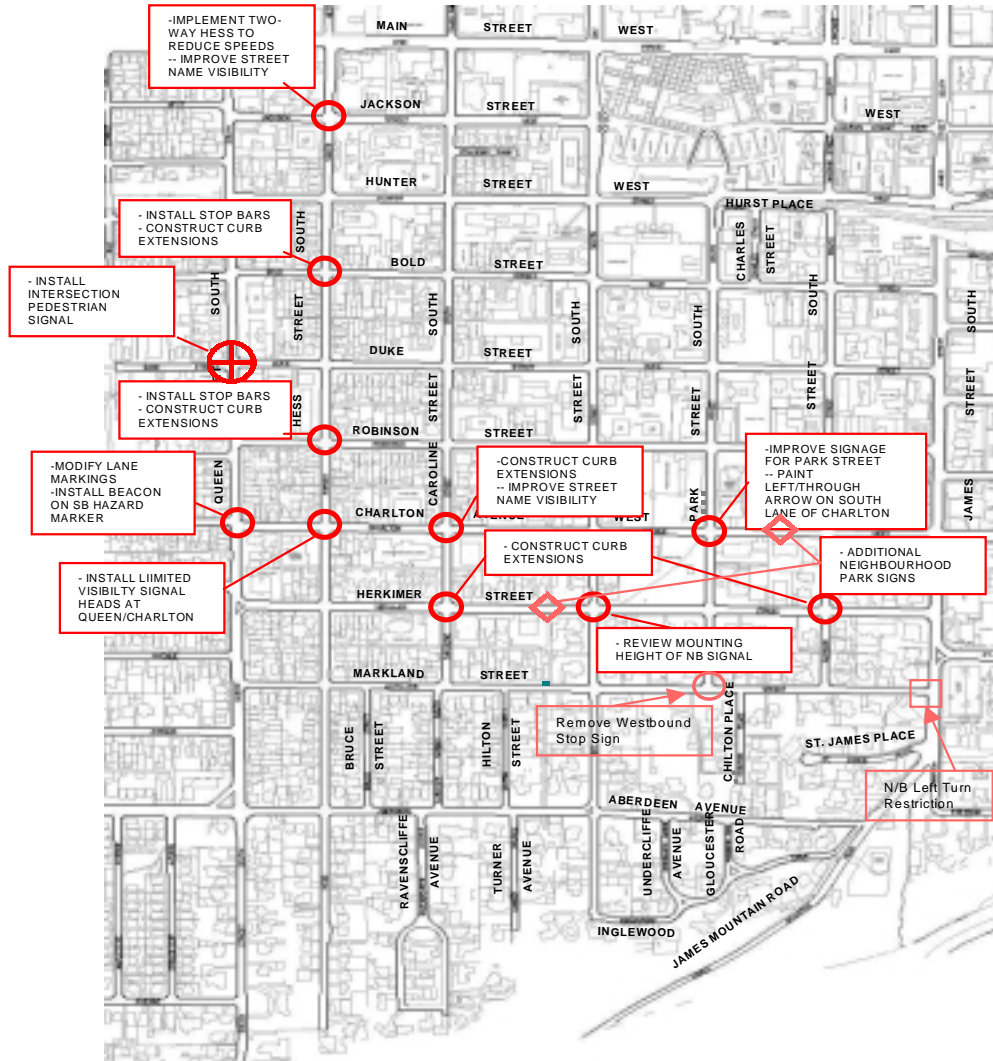 -IMPLEMENT TWO-
WAY HESS TO
REDUCE SPEEDS
-- IMPROVE STREET
NAME VISIBILITY
MAIN STREET WEST
JACKSON STREET WEST
HUNTER STREET WEST
HURST PLACE
- INSTALL STOP BARS
- CONSTRUCT CURB
EXTENSIONS
SOUTH
CHARLES
STREET
BOLD STREET
- INSTALL
INTERSECTION
PEDESTRIAN
SIGNAL
SOUTH
STREET
SOUTH
SOUTH
SOUTH
SOUTH
SOUTH
DUKE STREET
- INSTALL STOP BARS
- CONSTRUCT CURB
EXTENSIONS
HESS
STREET
STREET
STREET
STREET
STREET
ROBINSON STREET
-MODIFY LANE
MARKINGS
-INSTALL BEACON
ON SB HAZARD
MARKER
QUEEN
CAROLINE
-CONSTRUCT CURB
EXTENSIONS
-- IMPROVE STREET
NAME VISIBILITY
PARK
-IMPROVE SIGNAGE
FOR PARK STREET
-- PAINT
LEFT/THROUGH
ARROW ON SOUTH
LANE OF CHARLTON
JAMES
CHARLTON WEST
- CONSTRUCT CURB
EXTENSIONS
- ADDITIONAL
NEIGHBOURHOOD
PARK SIGNS
- INSTALL LIIMITED
VISIBILTY SIGNAL
HEADS AT
QUEEN/CHARLTON
HERKIMER STREET
- REVIEW MOUNTING
HEIGHT OF NB SIGNAL
MARKLAND STREET
Remove Westbound
Stop Sign
CHILTON PLACE
BRUCE
STREET
HILTON
STREET
ST. JAMES PLACE
N/B Left Turn
Restriction
ABERDEEN AVENUE
RAVENSCLIFFE
AVENUE
TURNER
AVENUE
UNDERCLIFFE
AVENUE
GLOUCESTER
ROAD
INGLEWOOD
JAMES MOUNTAIN ROAD